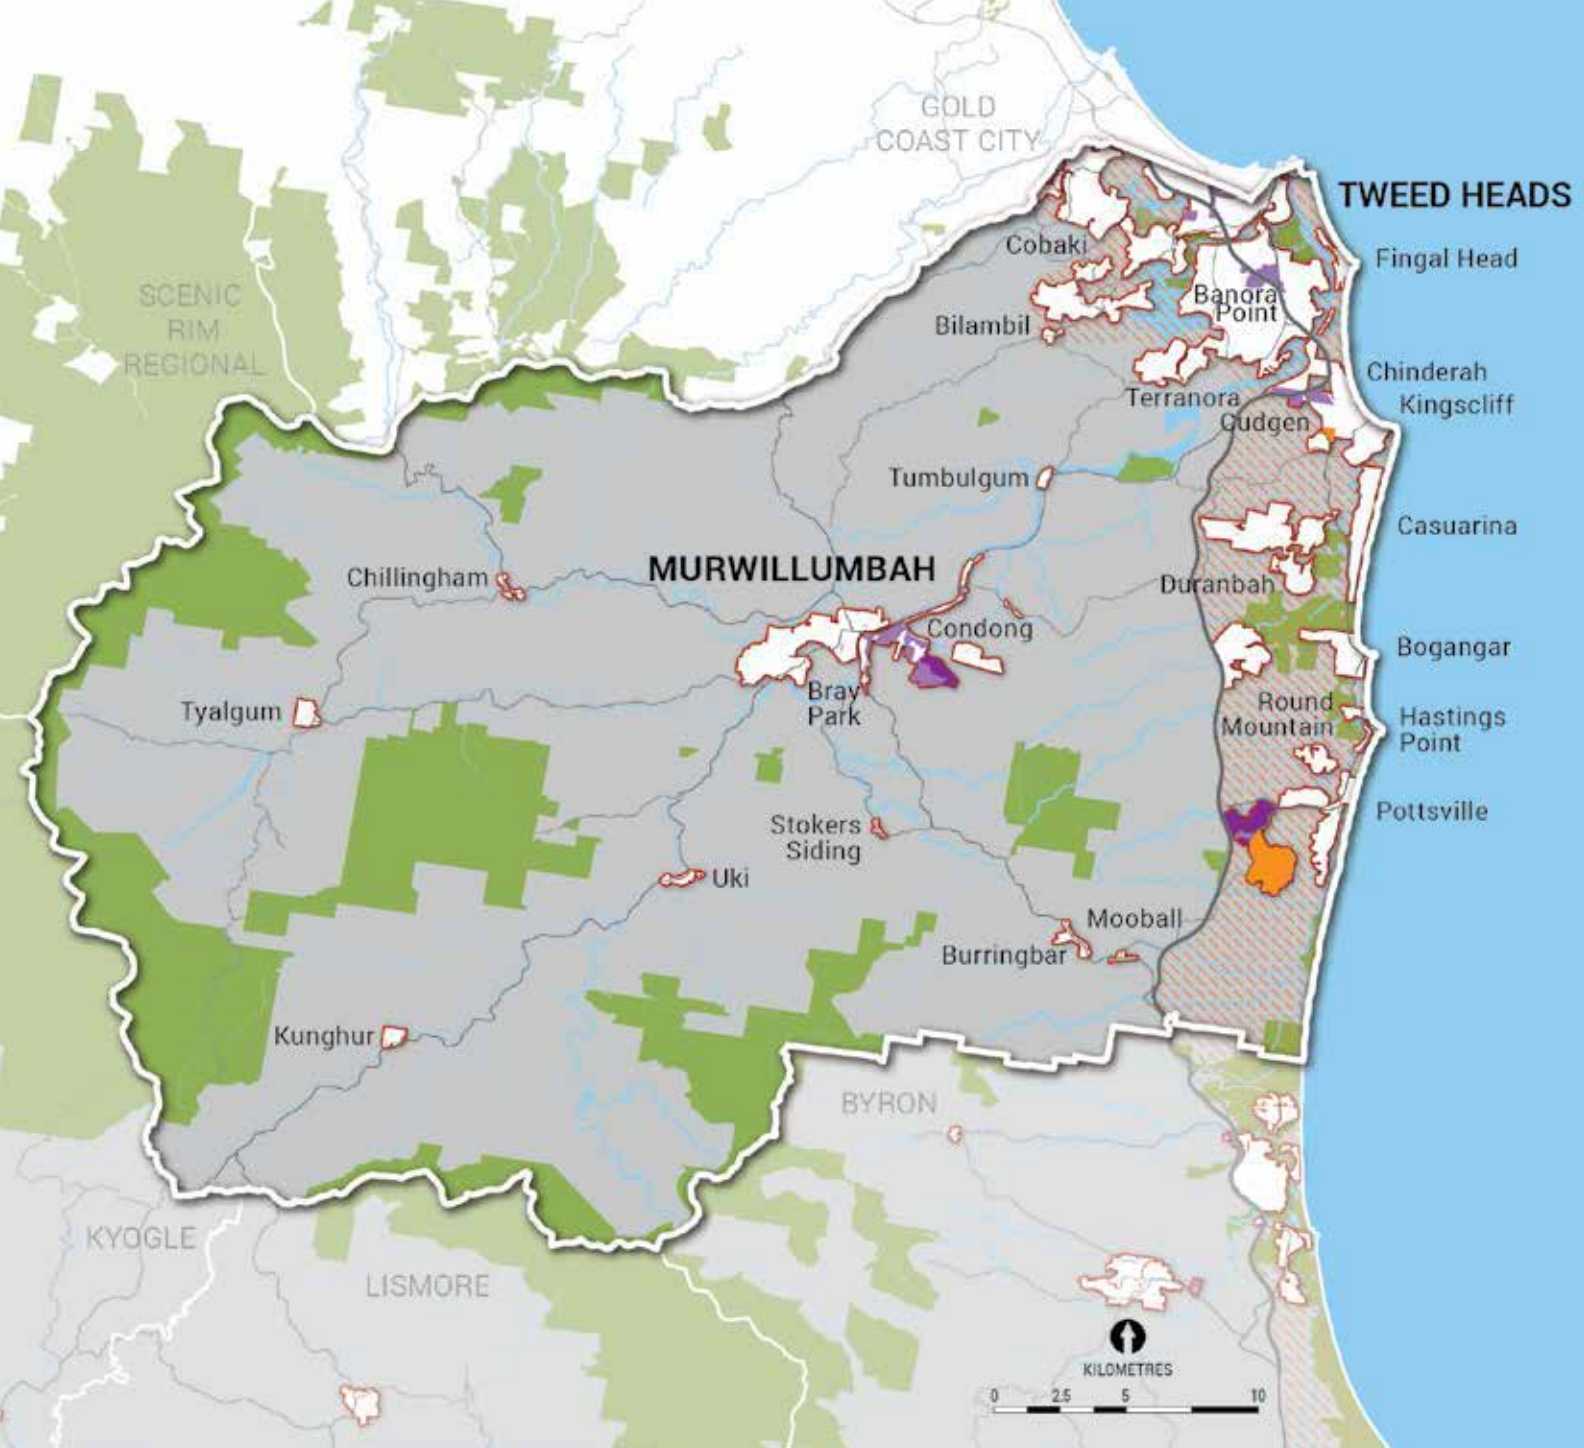 GOLD
COAST CITY
TWEED HEADS
Cobaki
Fingal Head
SCENIC
RIM
REGIONAL
Banora
Point
Bilambil
Chinderah
Terranora
Kingscliff
Cudgen
Tumbulgum
Casuarina
MURWILLUMBAH
Chillingham
Duranbah
Condong
Bogangar
Bray
Park
Tyalgum
Round
Mountain
Hastings
Point
Pottsville
Stokers
Siding
Uki
Mooball
Burringbar
Kunghur
BYRON
KYOGLE
LISMORE
KILOMETRES
0 2.5 5 10